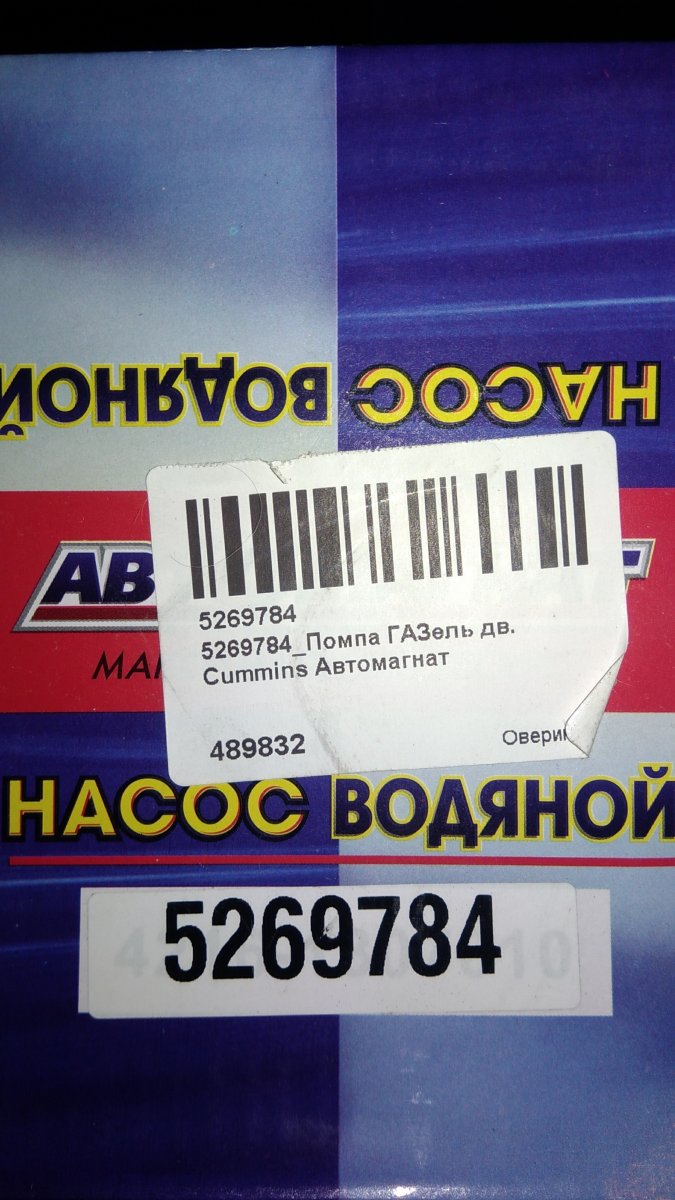 НАСОС ВОДЯНОЙ
5269784
5269784_Помпа ГАЗель дв.
Cummins Автомагнат
489832
НАСОС ВОДЯНОЙ
5269784